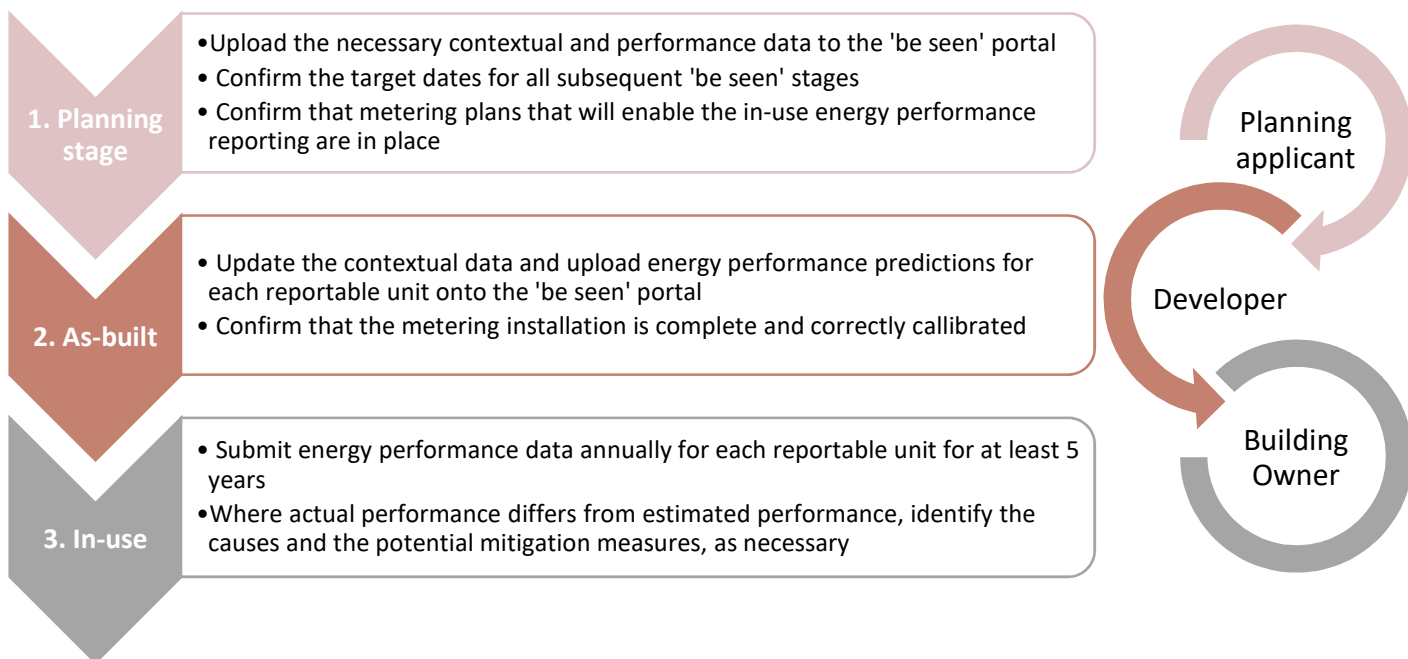 1. Planning
stage
•Upload the necessary contextual and performance data to the 'be seen' portal
• Confirm the target dates for all subsequent 'be seen' stages
• Confirm that metering plans that will enable the in-use energy performance
reporting are in place
Planning
applicant
2. As-built
• Update the contextual data and upload energy performance predictions for
each reportable unit onto the 'be seen' portal
• Confirm that the metering installation is complete and correctly callibrated
Developer
3. In-use
• Submit energy performance data annually for each reportable unit for at least 5
years
•Where actual performance differs from estimated performance, identify the
causes and the potential mitigation measures, as necessary
Building
Owner